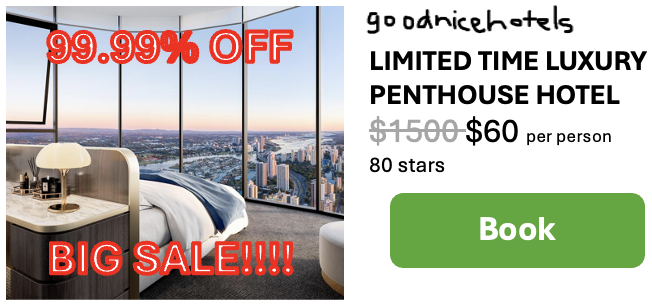 99.99% OFF
BIG SALE!!!!
goodnicehotels
LIMITED TIME LUXURY
PENTHOUSE HOTEL
$1500 $60 per person
80 stars
Book